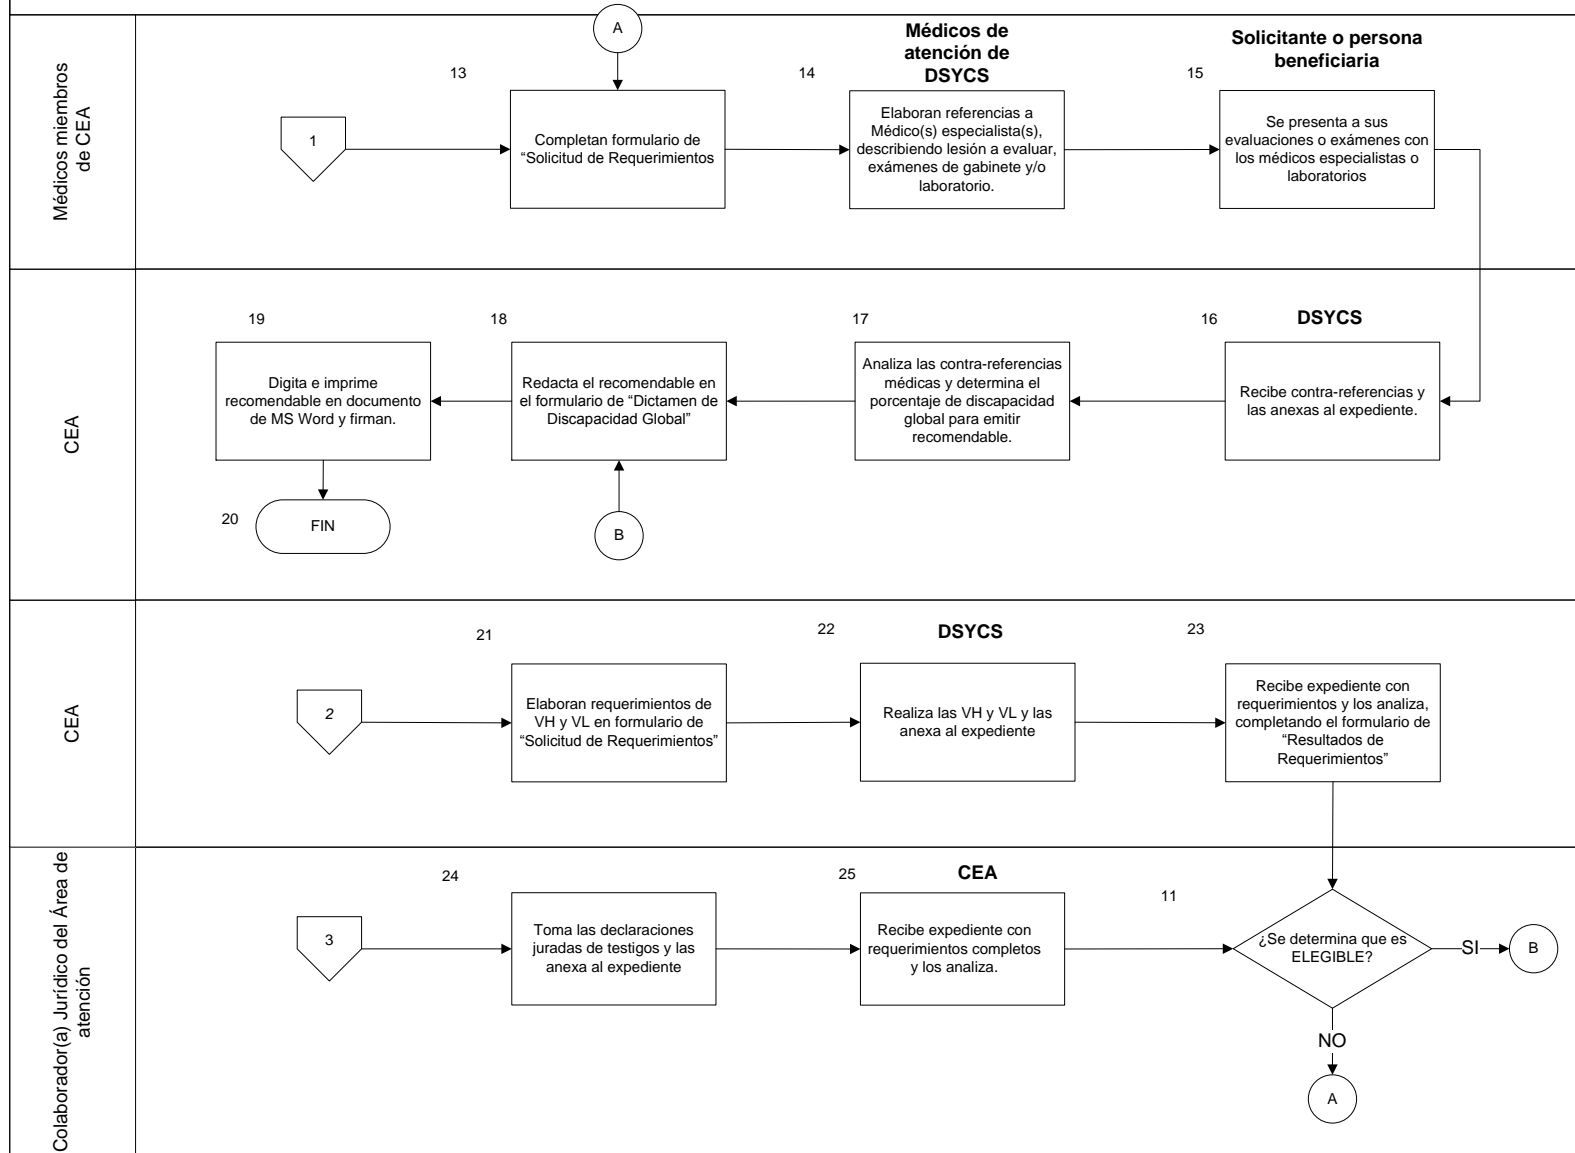 Médicos miembros
de CEA
A
13
14
Médicos de
atención de
DSYCS
15
Solicitante o persona
beneficiaria
1
Completan formulario de
“Solicitud de Requerimientos
Elaboran referencias a
Médico(s) especialista(s),
describiendo lesión a evaluar,
exámenes de gabinete y/o
laboratorio.
Se presenta a sus
evaluaciones o exámenes con
los médicos especialistas o
laboratorios
CEA
19
18
17
16
DSYCS
Digita e imprime
recomendable en documento
de MS Word y firman.
Redacta el recomendable en
el formulario de “Dictamen de
Discapacidad Global”
Analiza las contra-referencias
médicas y determina el
porcentaje de discapacidad
global para emitir
recomendable.
Recibe contra-referencias y
las anexas al expediente.
20
FIN
B
CEA
21
22
DSYCS
23
2
Elaboran requerimientos de
VH y VL en formulario de
“Solicitud de Requerimientos”
Realiza las VH y VL y las
anexa al expediente
Recibe expediente con
requerimientos y los analiza,
completando el formulario de
“Resultados de
Requerimientos”
Colaborador(a) Jurídico del Área de
atención
24
25
CEA
11
3
Toma las declaraciones
juradas de testigos y las
anexa al expediente
Recibe expediente con
requerimientos completos
y los analiza.
¿Se determina que es
ELEGIBLE?
SI
B
NO
A